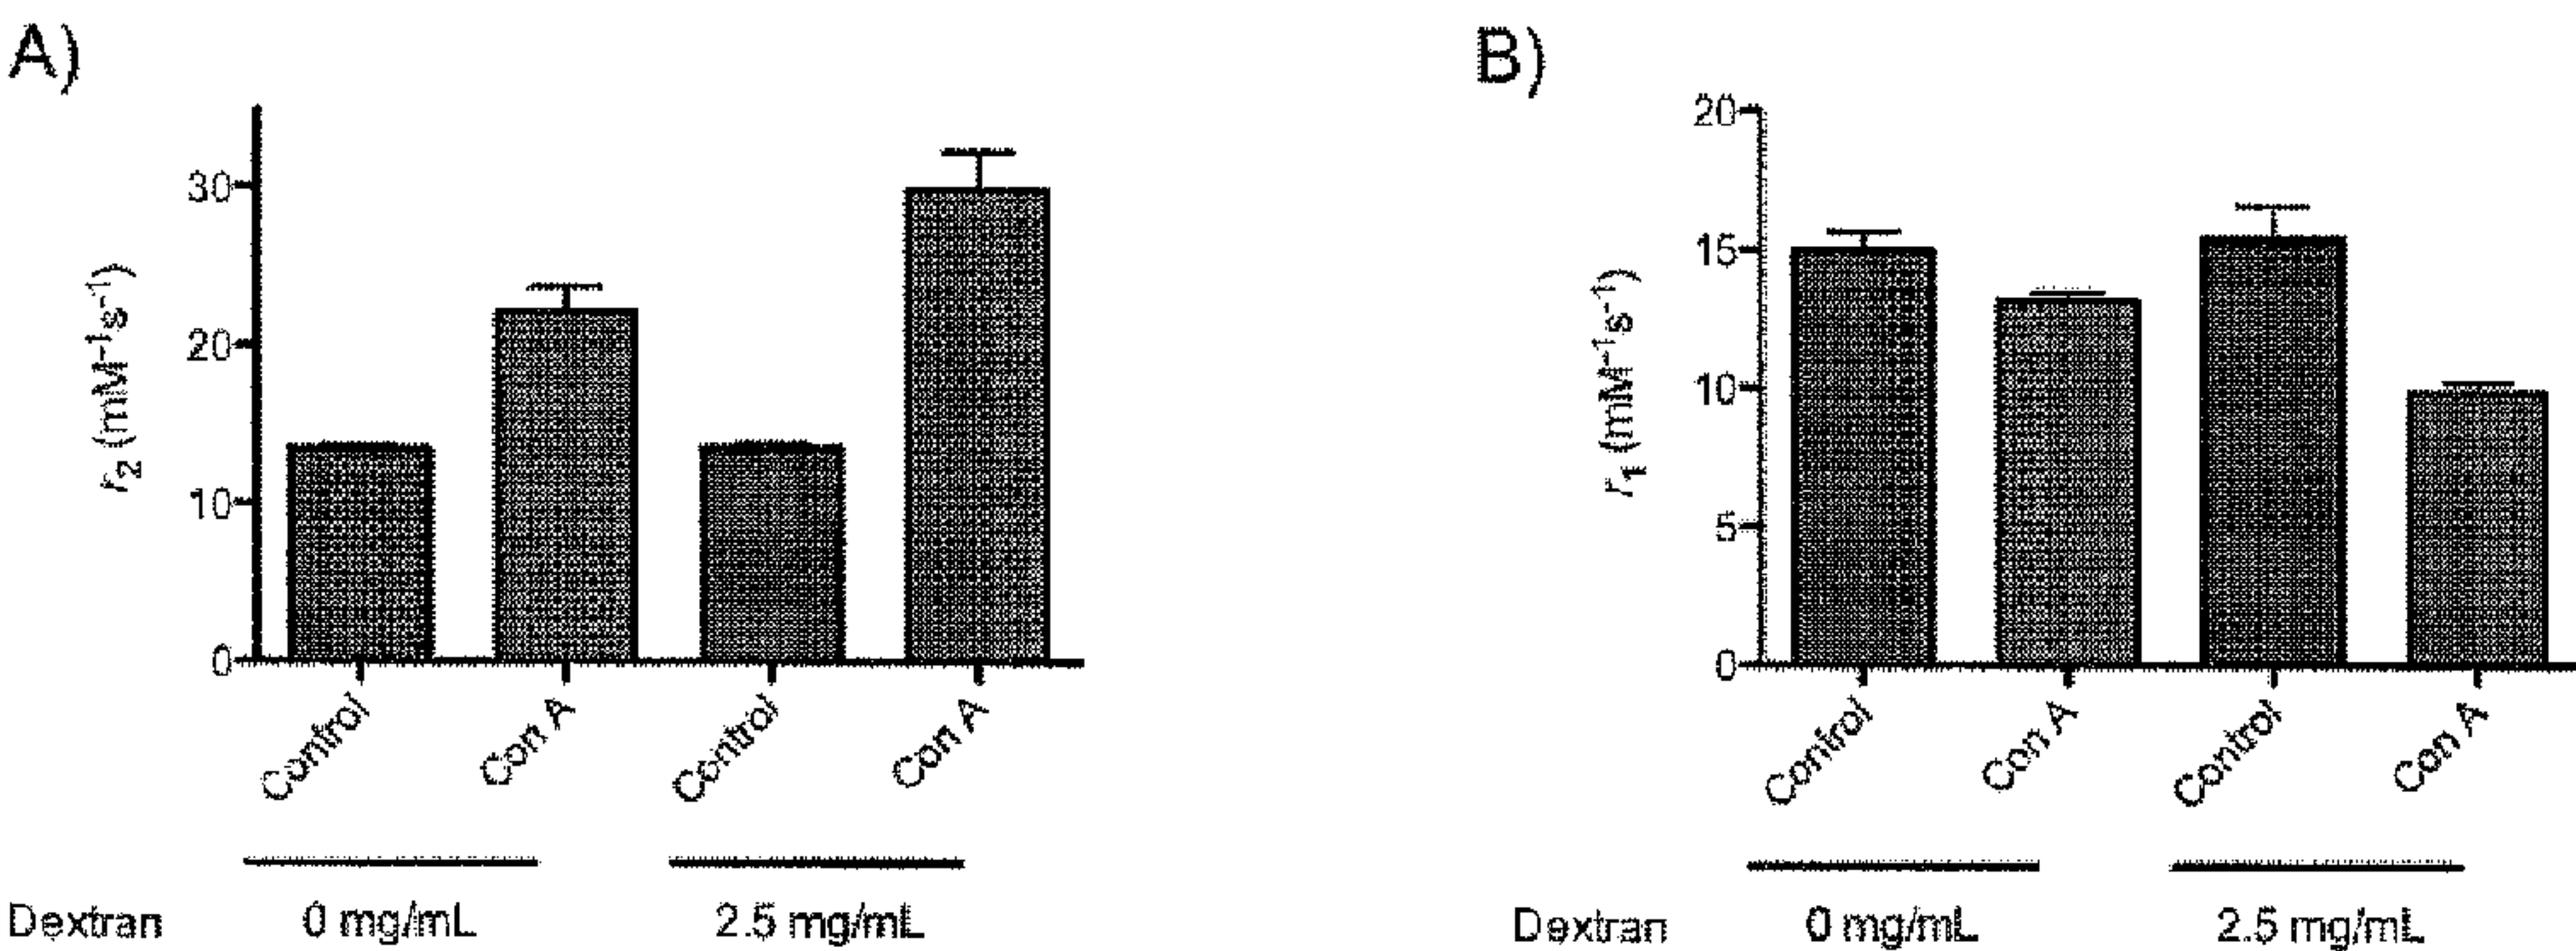 A)
30
20
10
0
r₂ (mM⁻¹s⁻¹)
Control
Con A
Control
Con A
Dextran 0 mg/mL 2.5 mg/mL
B)
20
15
10
5
0
r₁ (mM⁻¹s⁻¹)
Control
Con A
Control
Con A
Dextran 0 mg/mL 2.5 mg/mL